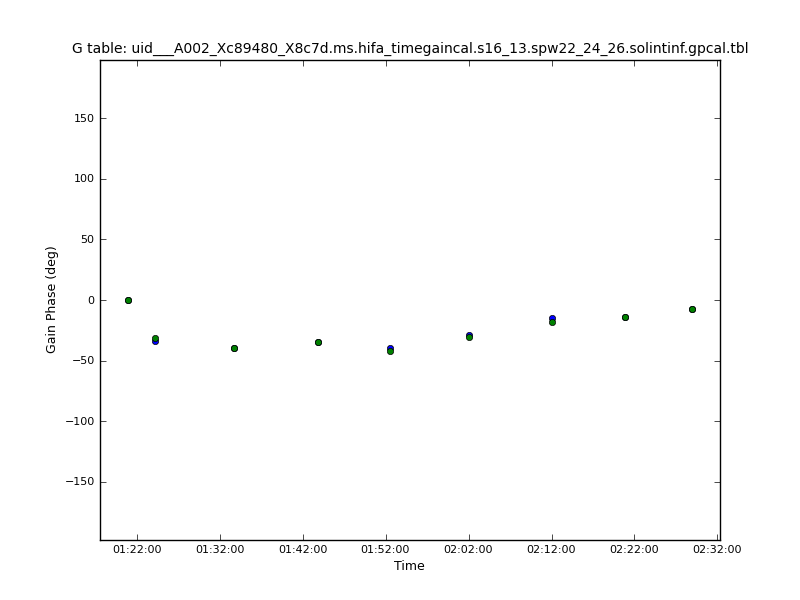 G table: uid___A002_Xc89480_X8c7d.ms.hifa_timegaincal.s16_13.spw22_24_26.solintinf.gpcal.tbl
150
100
50
0
−50
−100
−150
Gain Phase (deg)
01:22:00 01:32:00 01:42:00 01:52:00 02:02:00 02:12:00 02:22:00 02:32:00
Time